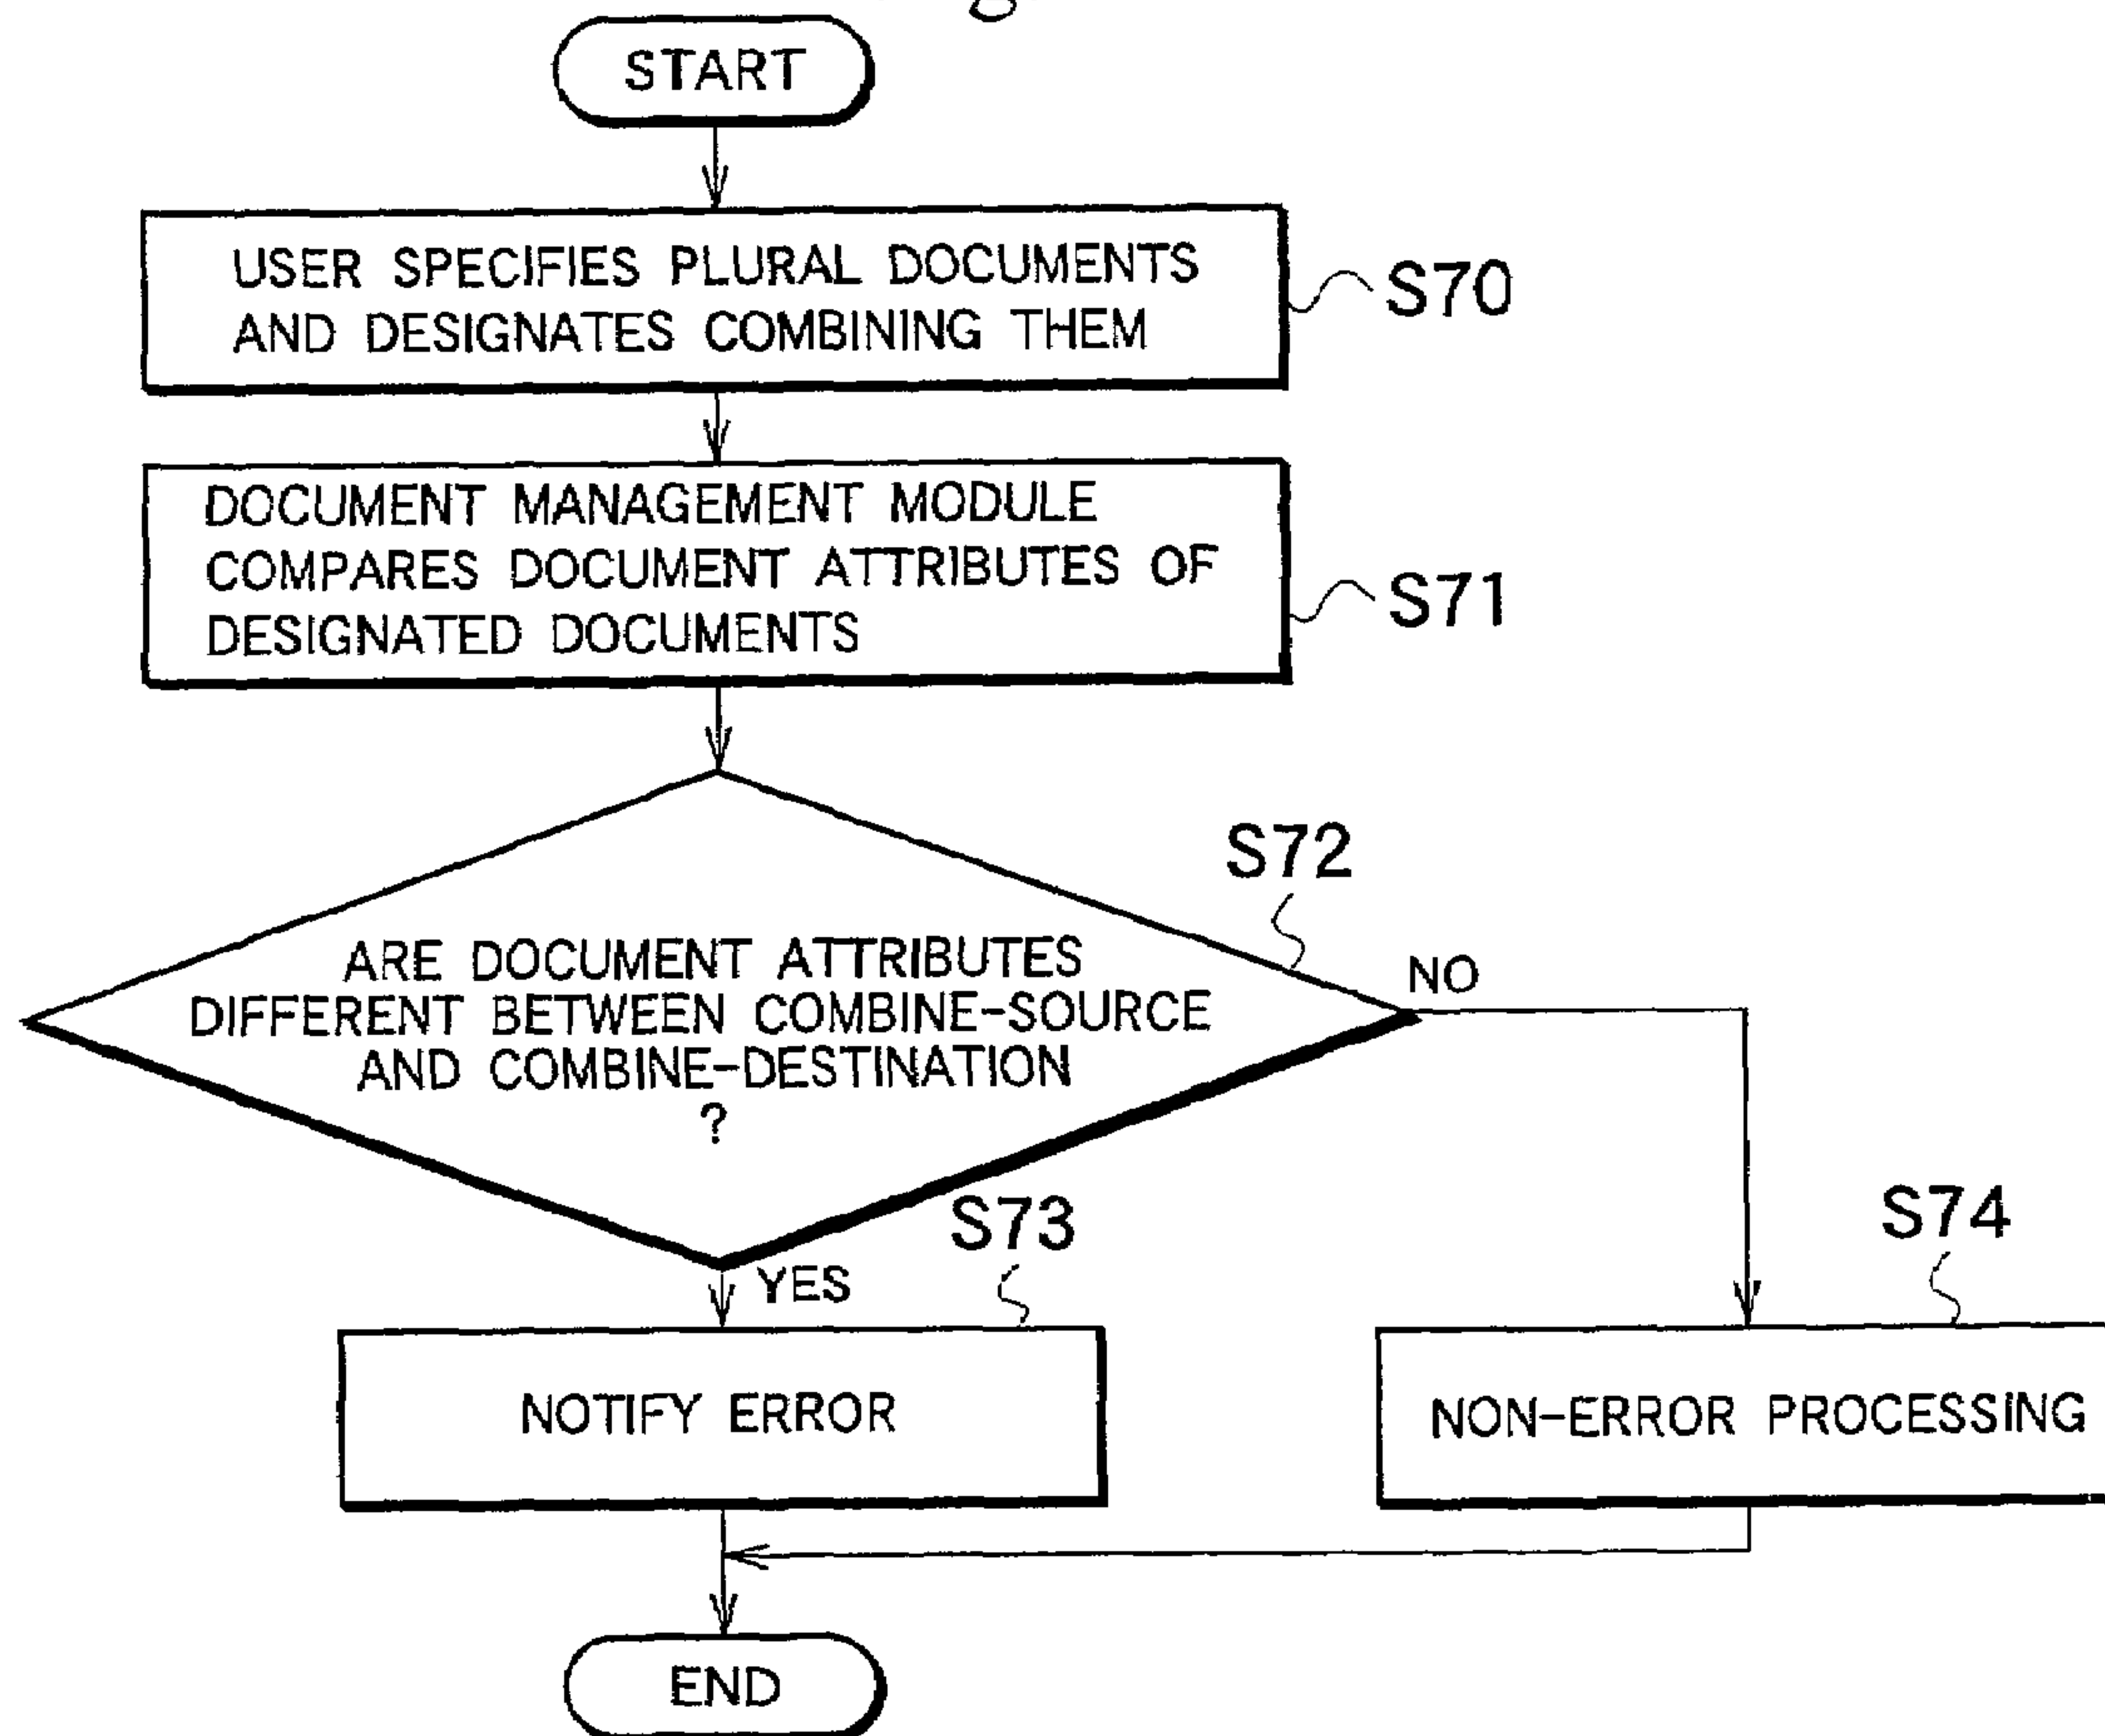 START
USER SPECIFIES PLURAL DOCUMENTS
AND DESIGNATES COMBINING THEM
S70
DOCUMENT MANAGEMENT MODULE
COMPARES DOCUMENT ATTRIBUTES OF
DESIGNATED DOCUMENTS
S71
S72
ARE DOCUMENT ATTRIBUTES
DIFFERENT BETWEEN COMBINE-SOURCE
AND COMBINE-DESTINATION
?
NO
YES
S73
S74
NOTIFY ERROR
NON-ERROR PROCESSING
END